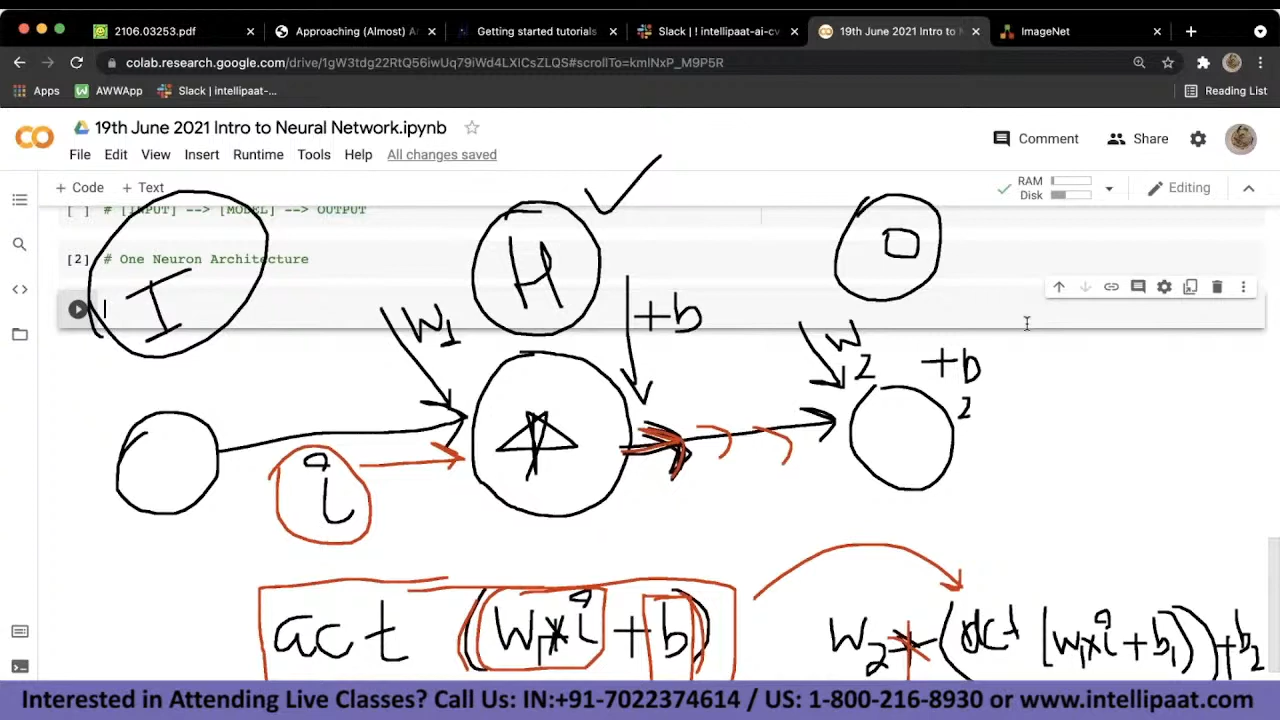 2106.03253.pdf
Approaching (Almost) A
Getting started tutorials
Slack | ! intellipaat-ai-cv
19th June 2021 Intro to N
ImageNet
colab.research.google.com/drive/1gW3tdg22RtQ56iwUq79iWd4LXlCsZLQS#scrollTo=kmlNxP_M9P5R
Apps
AWWApp
Slack | intellipaat-...
Reading List
19th June 2021 Intro to Neural Network.ipynb
Comment
Share
File Edit View Insert Runtime Tools Help All changes saved
+ Code + Text
RAM
Disk
Editing
[ ] # [INPUT] --> [MODEL] --> OUTPUT
[2] # One Neuron Architecture
I
H
O
W1
+b
W2
+b2
i
act (W1*i + b)
W2 * (act (W1*i + b1)) + b2
Interested in Attending Live Classes? Call Us: IN:+91-7022374614 / US: 1-800-216-8930 or www.intellipaat.com